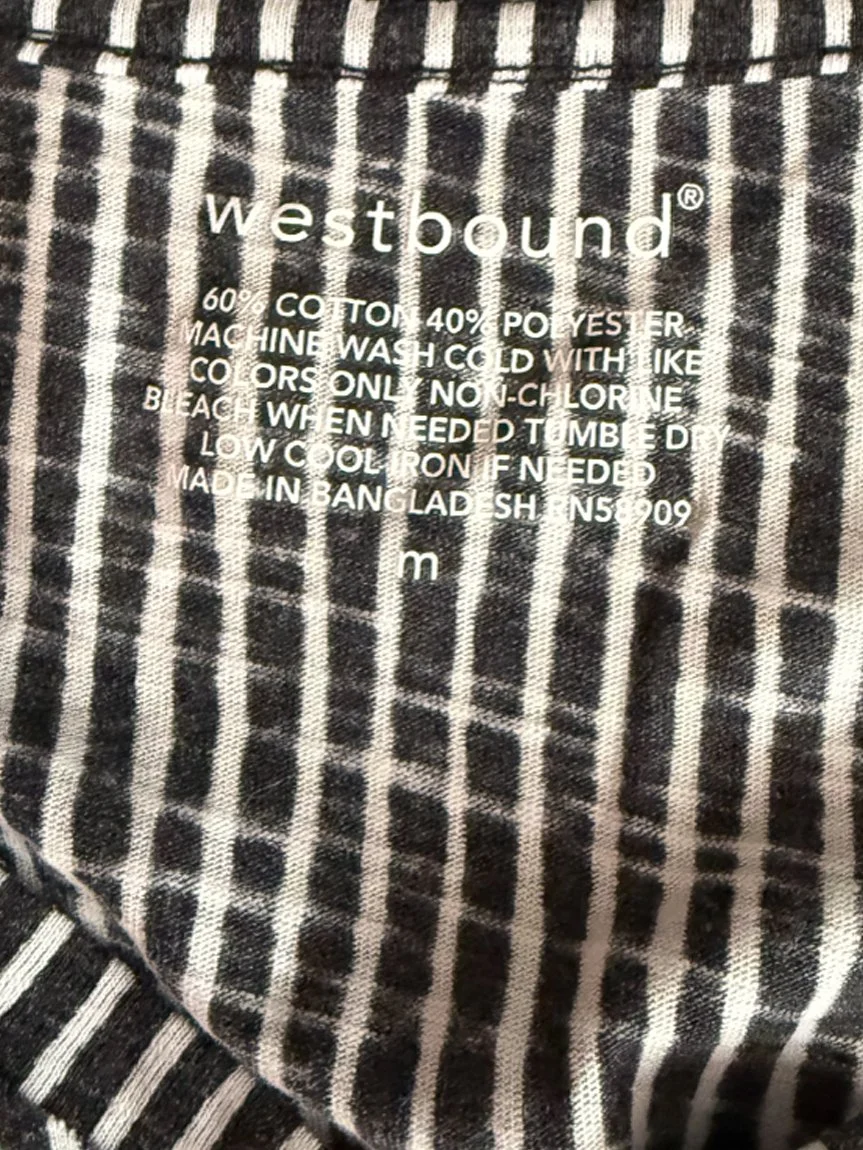 westbound®
60% COTTON 40% POLYESTER
MACHINE WASH COLD WITH LIKE
COLORS ONLY NON-CHLORINE
BLEACH WHEN NEEDED TUMBLE DRY
LOW COOL IRON IF NEEDED
MADE IN BANGLADESH RN58909
m